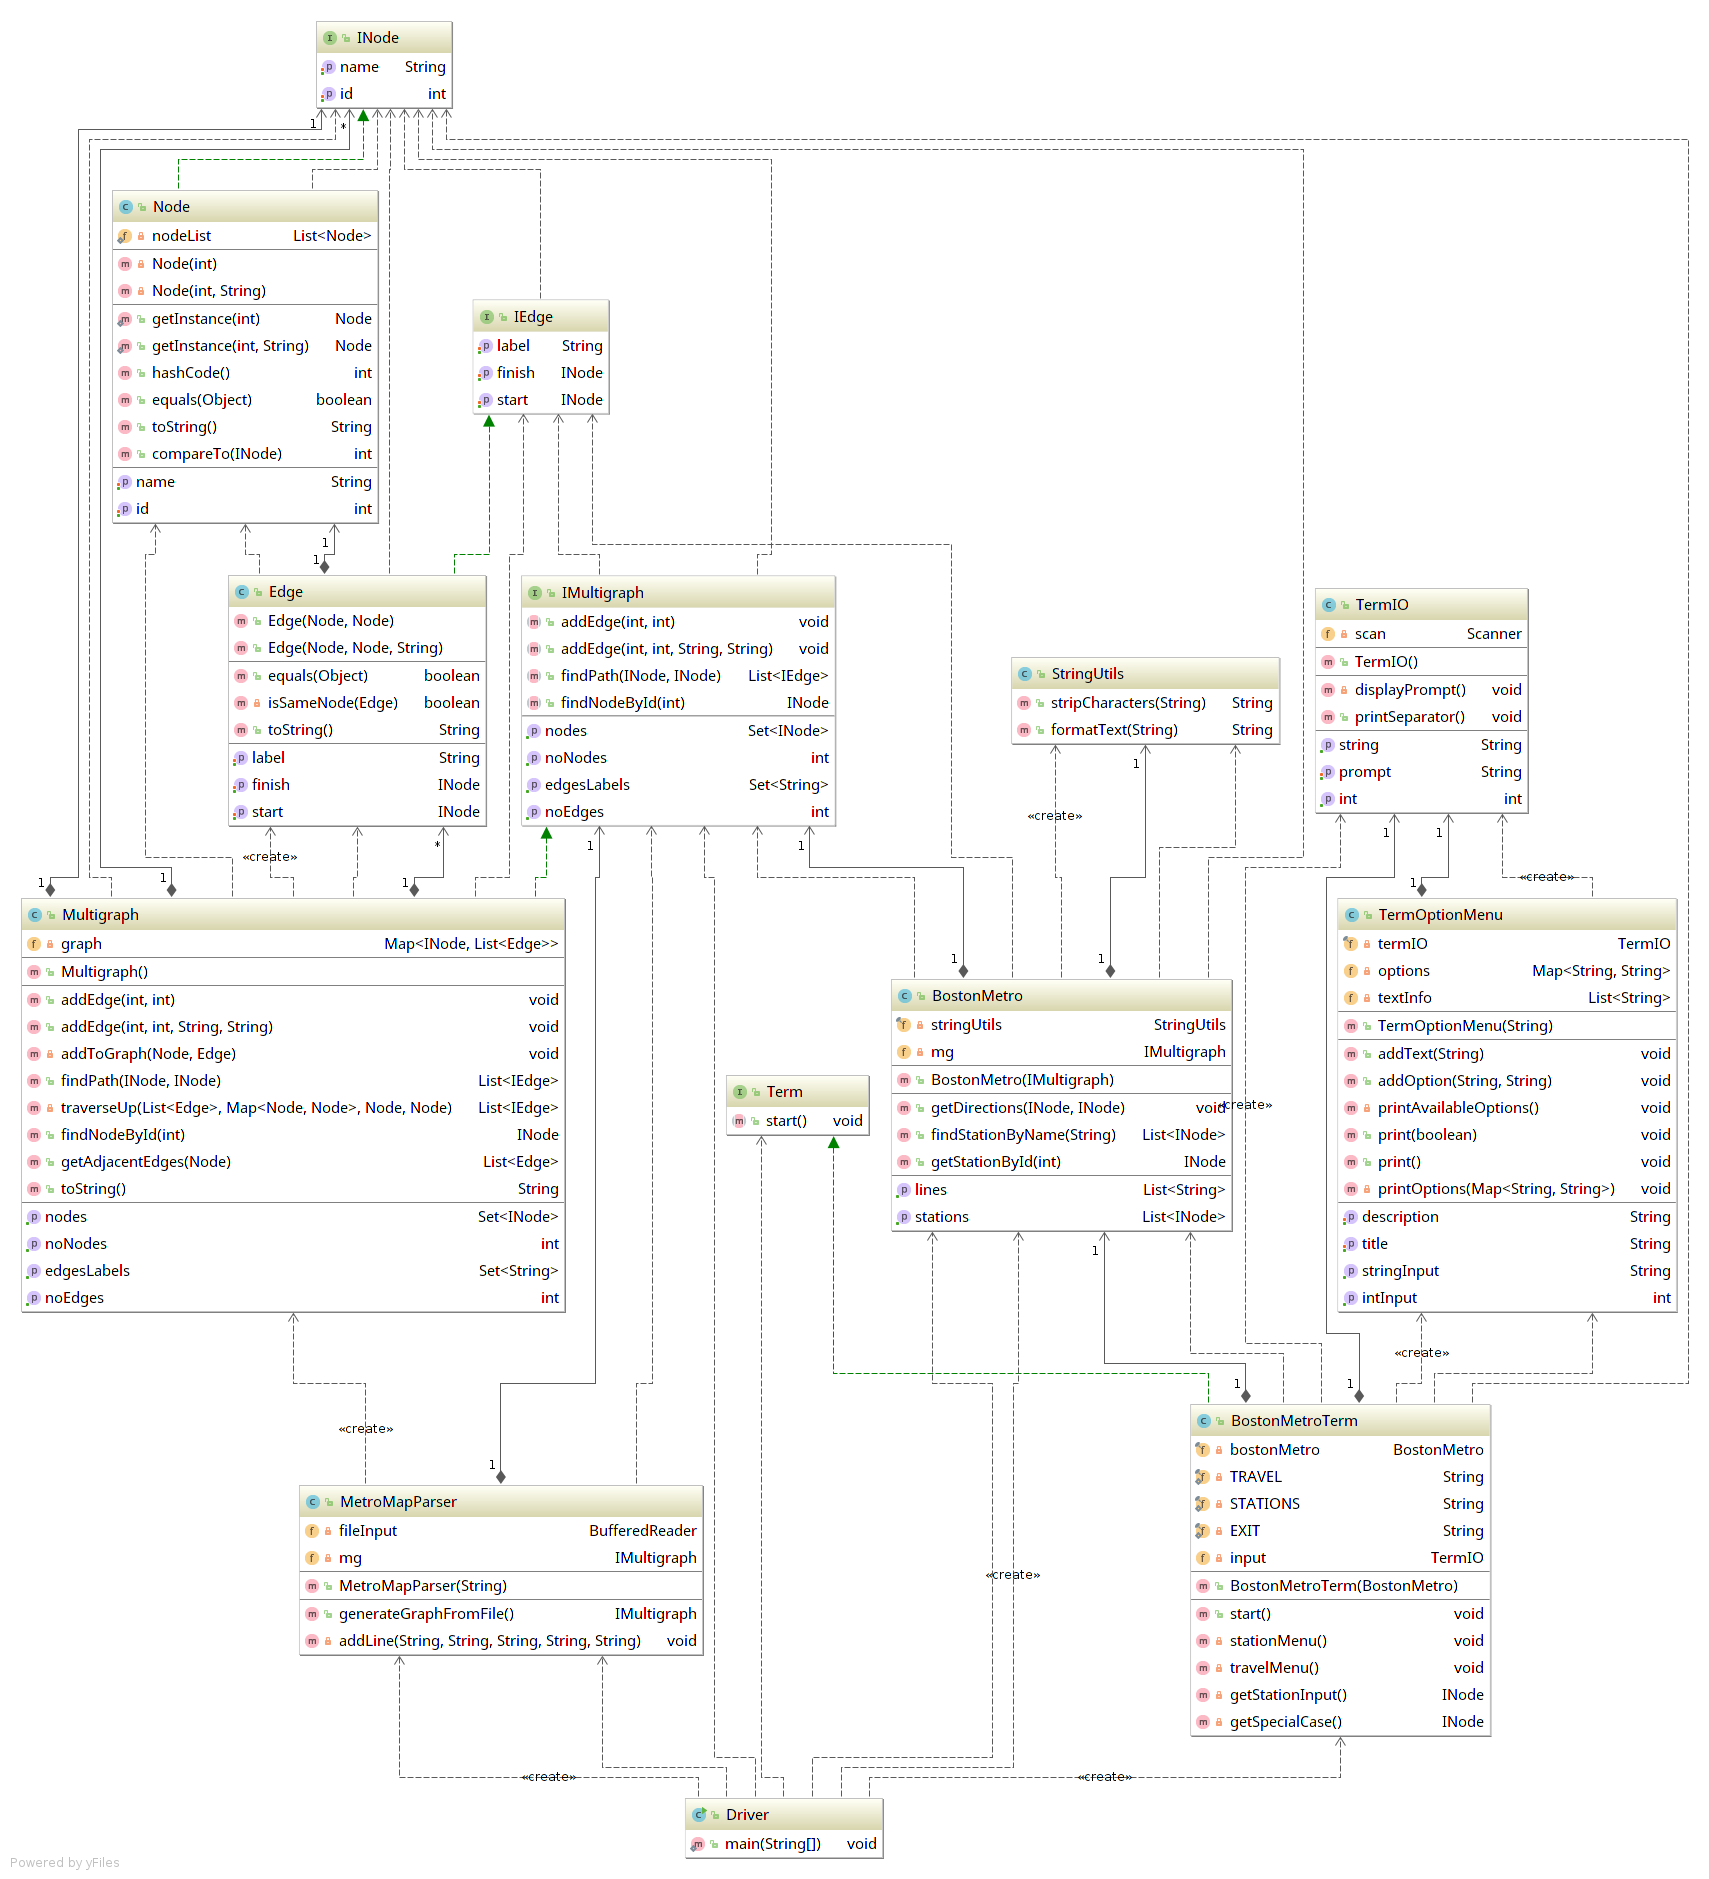 INode
name String
id int
1
*
Node
nodeList List<Node>
Node(int)
Node(int, String)
getInstance(int) Node
getInstance(int, String) Node
hashCode() int
equals(Object) boolean
toString() String
compareTo(INode) int
name String
id int
IEdge
label String
finish INode
start INode
1
1
Edge
Edge(Node, Node)
Edge(Node, Node, String)
equals(Object) boolean
isSameNode(Edge) boolean
toString() String
label String
finish INode
start INode
IMultigraph
addEdge(int, int) void
addEdge(int, int, String, String) void
findPath(INode, INode) List<IEdge>
findNodeById(int) INode
nodes Set<INode>
noNodes int
edgesLabels Set<String>
noEdges int
StringUtils
stripCharacters(String) String
formatText(String) String
TermIO
scan Scanner
TermIO()
displayPrompt() void
printSeparator() void
string String
prompt String
int int
1
«create»
1
1
*
1
1
«create»
1
1
1
1
«create»
Multigraph
graph Map<INode, List<Edge>>
Multigraph()
addEdge(int, int) void
addEdge(int, int, String, String) void
addToGraph(Node, Edge) void
findPath(INode, INode) List<IEdge>
traverseUp(List<Edge>, Map<Node, Node>, Node, Node) List<IEdge>
findNodeById(int) INode
getAdjacentEdges(Node) List<Edge>
toString() String
nodes Set<INode>
noNodes int
edgesLabels Set<String>
noEdges int
TermOptionMenu
termIO TermIO
options Map<String, String>
textInfo List<String>
TermOptionMenu(String)
addText(String) void
addOption(String, String) void
printAvailableOptions() void
print(boolean) void
print() void
printOptions(Map<String, String>) void
description String
title String
stringInput String
intInput int
1
1
BostonMetro
stringUtils StringUtils
mg IMultigraph
BostonMetro(IMultigraph)
getDirections(INode, INode) void
findStationByName(String) List<INode>
getStationById(int) INode
lines List<String>
stations List<INode>
«create»
Term
start() void
1
«create»
1
1
«create»
1
MetroMapParser
fileInput BufferedReader
mg IMultigraph
MetroMapParser(String)
generateGraphFromFile() IMultigraph
addLine(String, String, String, String, String) void
BostonMetroTerm
bostonMetro BostonMetro
TRAVEL String
STATIONS String
EXIT String
input TermIO
BostonMetroTerm(BostonMetro)
start() void
stationMenu() void
travelMenu() void
getStationInput() INode
getSpecialCase() INode
«create»
«create»
«create»
Driver
main(String[]) void
Powered by yFiles